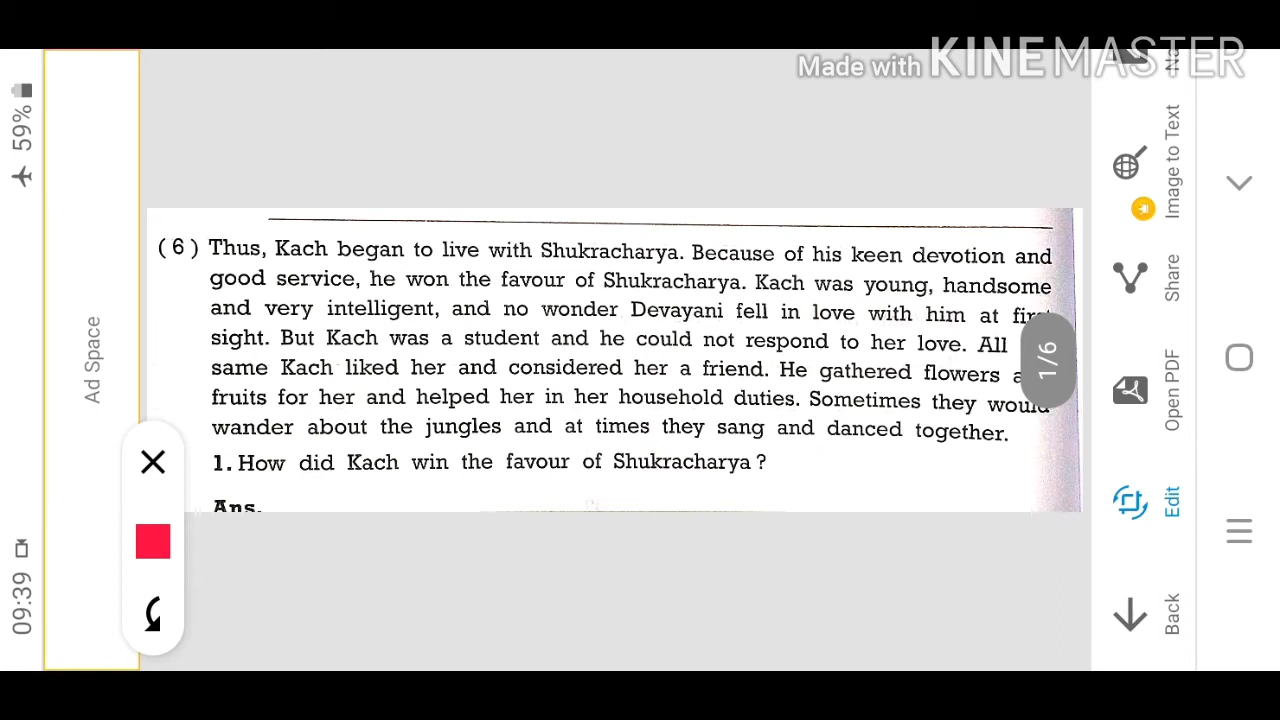 Made with KINEMASTER
59%
09:39
Ad Space
(6) Thus, Kach began to live with Shukracharya. Because of his keen devotion and
good service, he won the favour of Shukracharya. Kach was young, handsome
and very intelligent, and no wonder Devayani fell in love with him at first
sight. But Kach was a student and he could not respond to her love. All
same Kach liked her and considered her a friend. He gathered flowers
fruits for her and helped her in her household duties. Sometimes they would
wander about the jungles and at times they sang and danced together.
1. How did Kach win the favour of Shukracharya?
Ans.
1/6
Image to Text
Share
Open PDF
Edit
Back